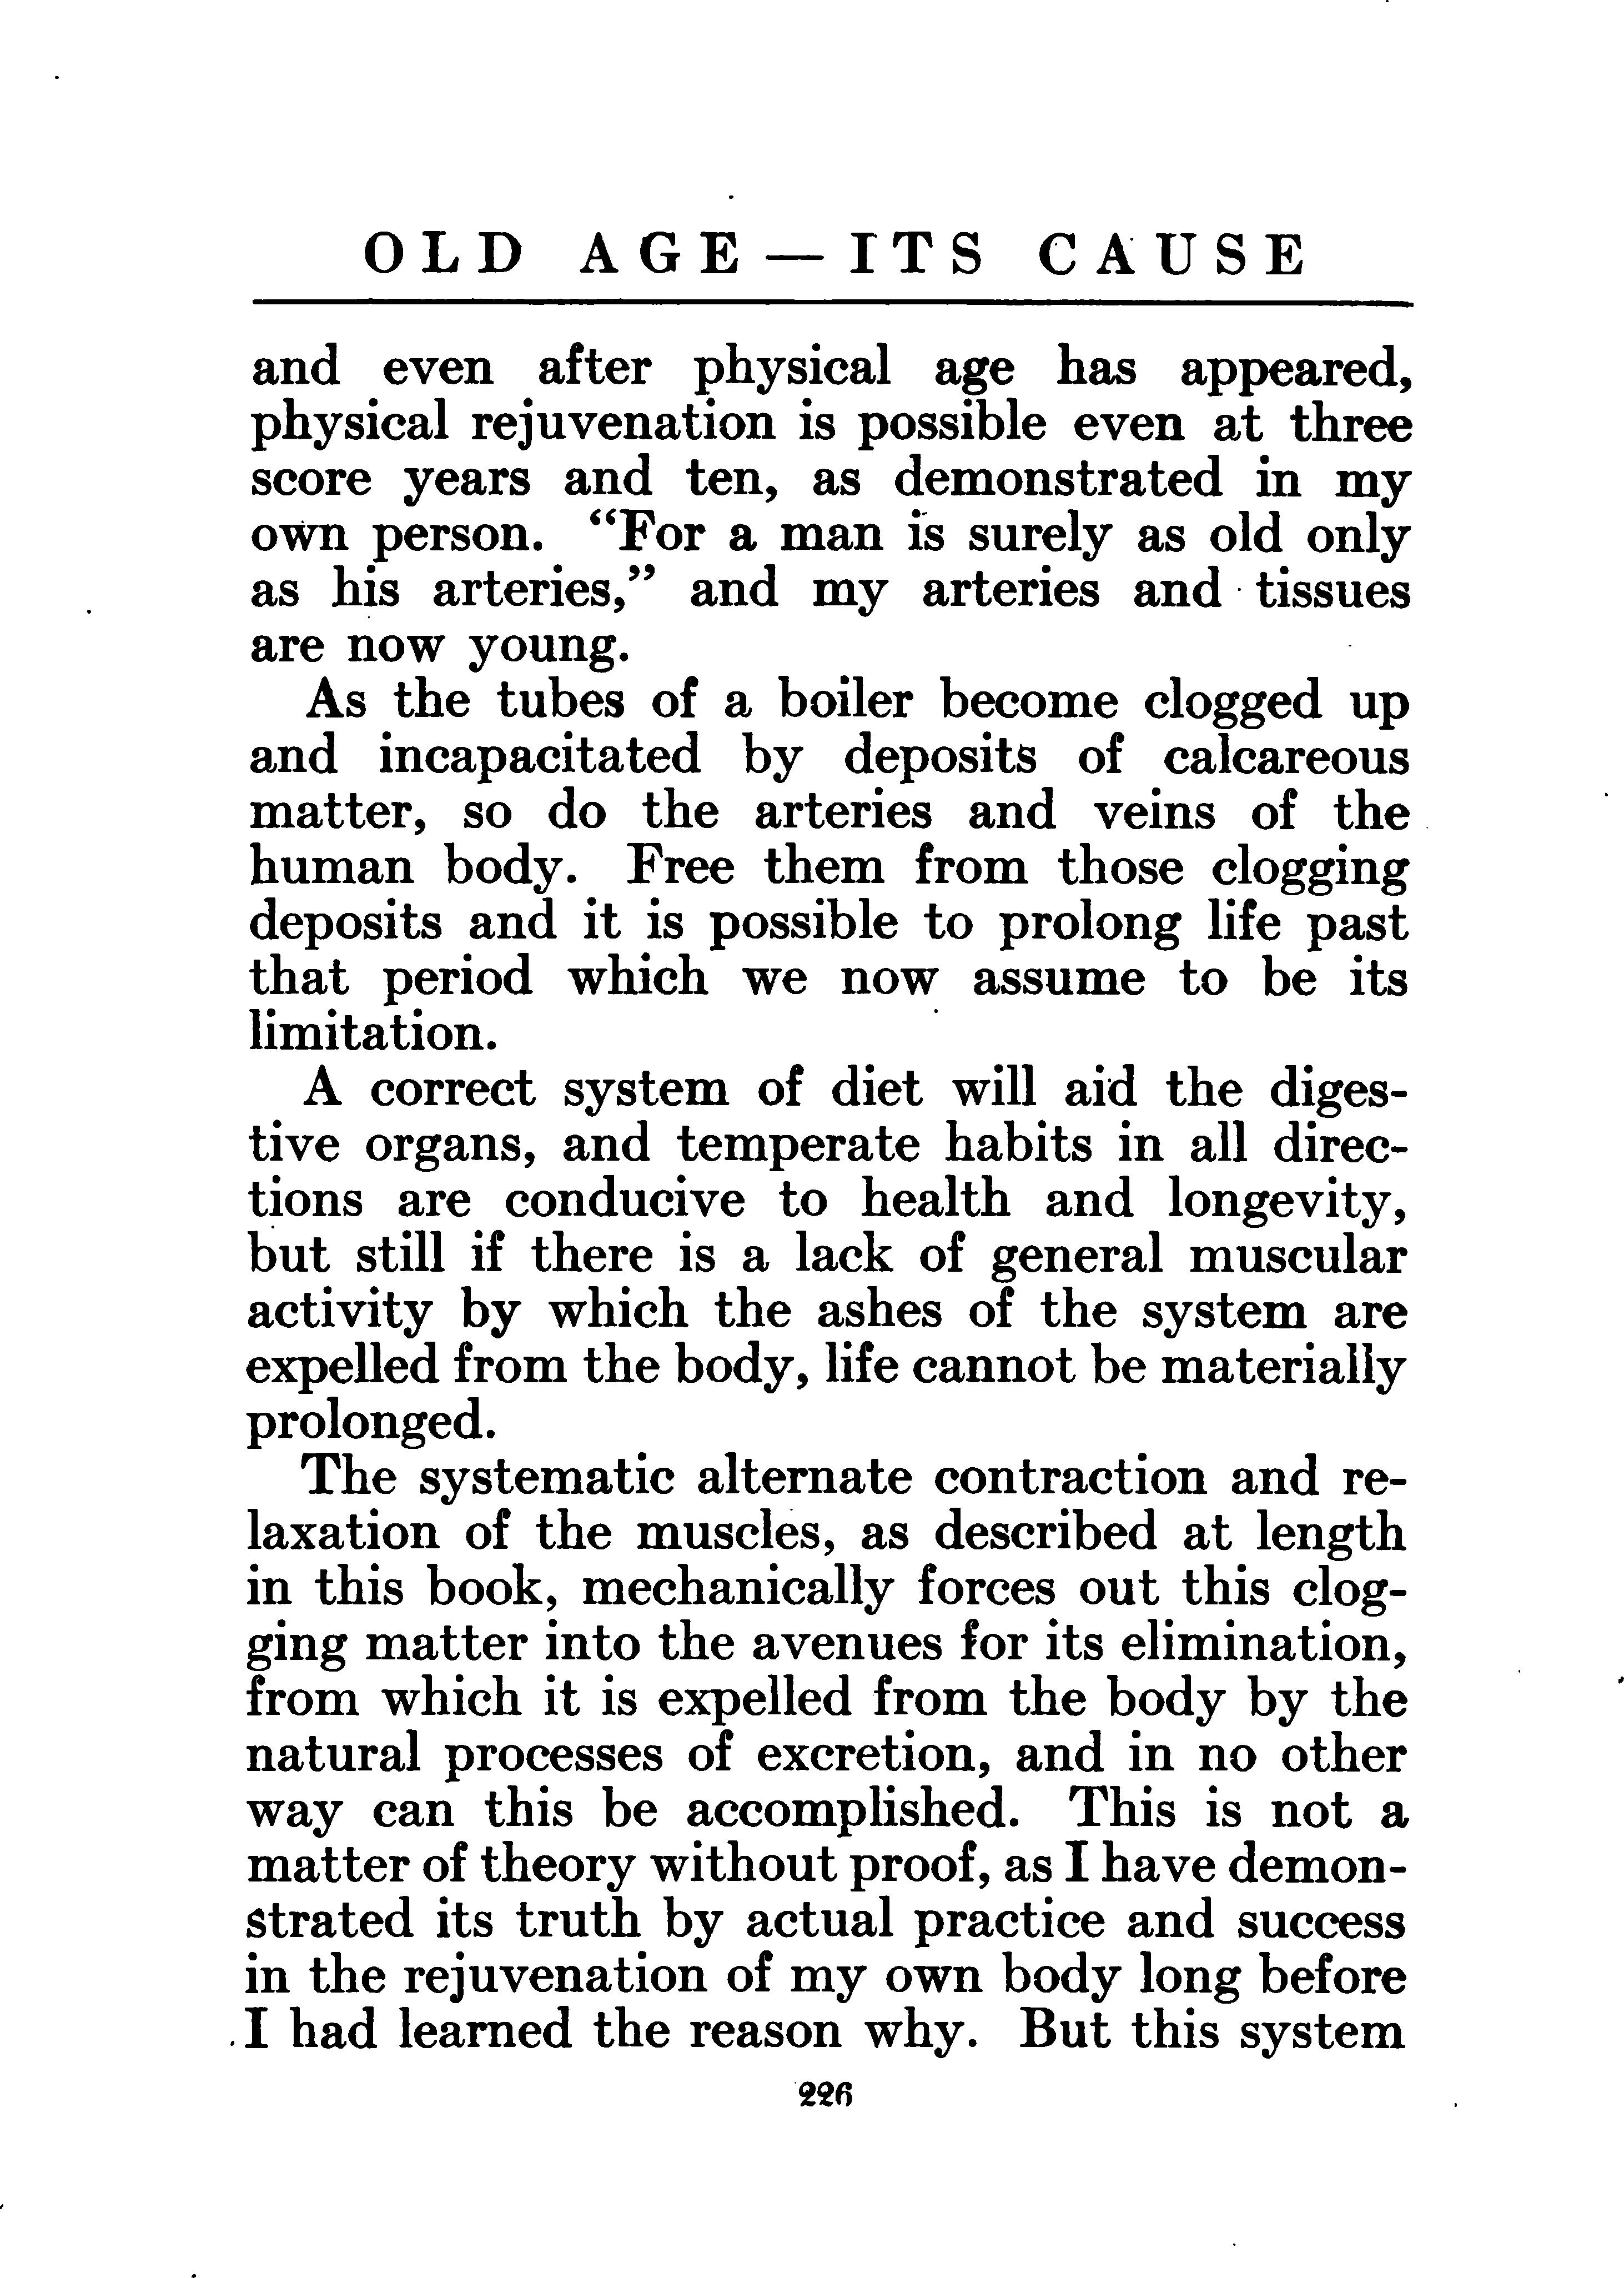 OLD AGE — ITS CAUSE
and even after physical age has appeared,
physical rejuvenation is possible even at three
score years and ten, as demonstrated in my
own person. “For a man is surely as old only
as his arteries,” and my arteries and tissues
are now young.
As the tubes of a boiler become clogged up
and incapacitated by deposits of calcareous
matter, so do the arteries and veins of the
human body. Free them from those clogging
deposits and it is possible to prolong life past
that period which we now assume to be its
limitation.
A correct system of diet will aid the diges-
tive organs, and temperate habits in all direc-
tions are conducive to health and longevity,
but still if there is a lack of general muscular
activity by which the ashes of the system are
expelled from the body, life cannot be materially
prolonged.
The systematic alternate contraction and re-
laxation of the muscles, as described at length
in this book, mechanically forces out this clog-
ging matter into the avenues for its elimination,
from which it is expelled from the body by the
natural processes of excretion, and in no other
way can this be accomplished. This is not a
matter of theory without proof, as I have demon-
strated its truth by actual practice and success
in the rejuvenation of my own body long before
I had learned the reason why. But this system
226